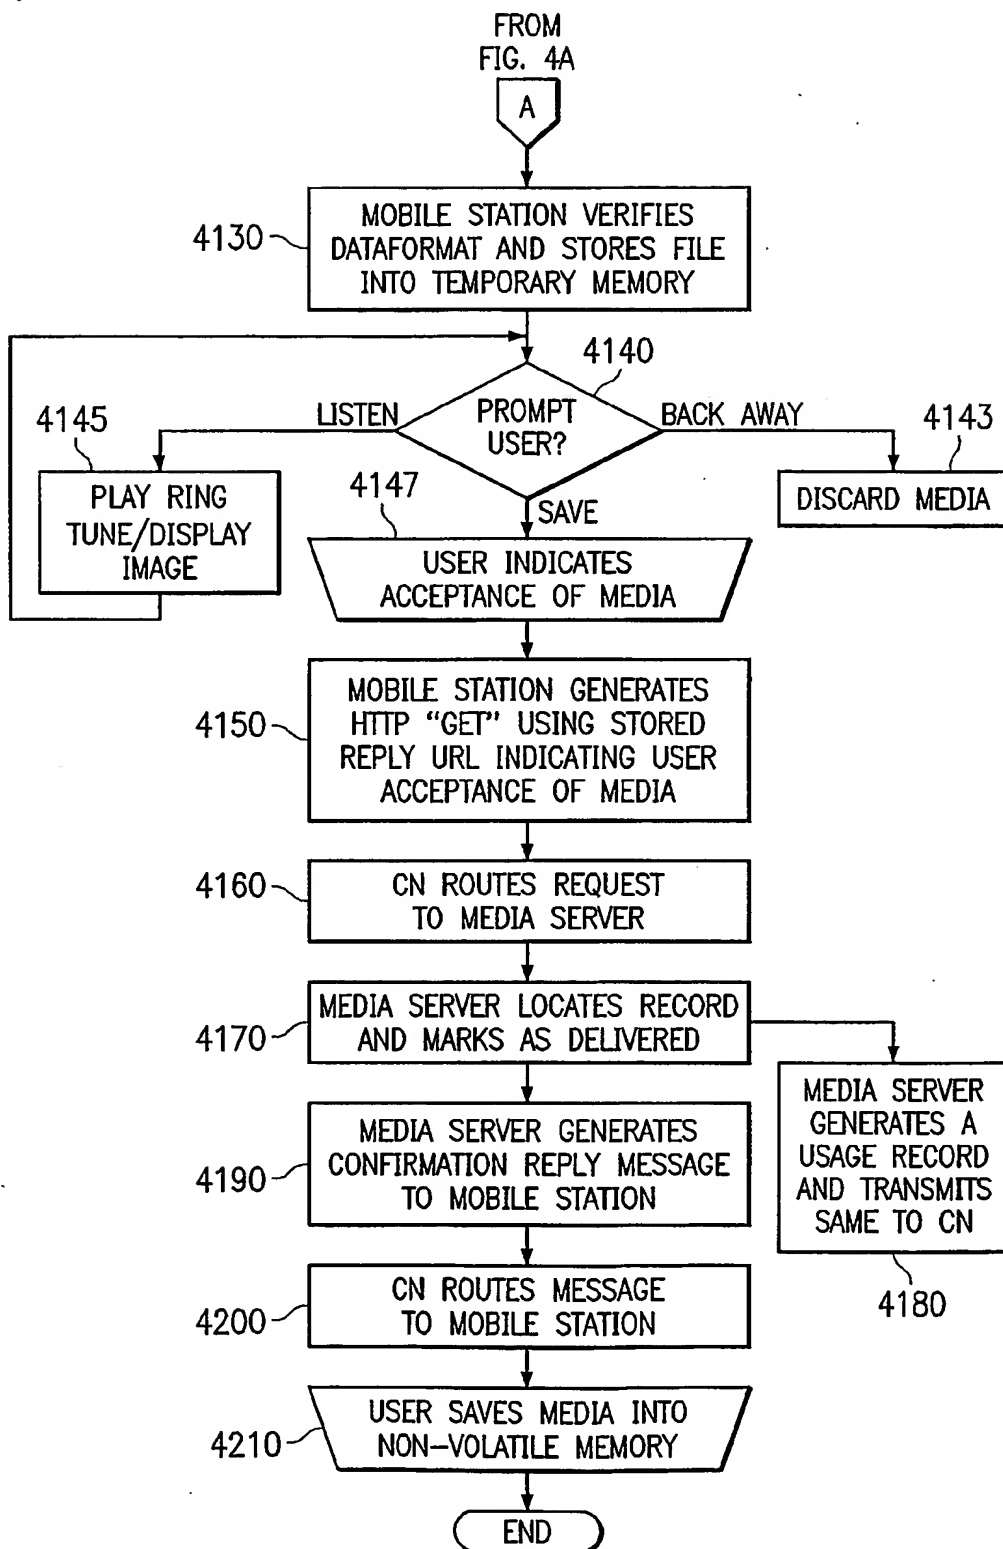 FROM
FIG. 4A
A
4130
MOBILE STATION VERIFIES
DATAFORMAT AND STORES FILE
INTO TEMPORARY MEMORY
4140
PROMPT
USER?
LISTEN
BACK AWAY
SAVE
4145
PLAY RING
TUNE/DISPLAY
IMAGE
4143
DISCARD MEDIA
4147
USER INDICATES
ACCEPTANCE OF MEDIA
4150
MOBILE STATION GENERATES
HTTP “GET” USING STORED
REPLY URL INDICATING USER
ACCEPTANCE OF MEDIA
4160
CN ROUTES REQUEST
TO MEDIA SERVER
4170
MEDIA SERVER LOCATES RECORD
AND MARKS AS DELIVERED
MEDIA SERVER
GENERATES A
USAGE RECORD
AND TRANSMITS
SAME TO CN
4180
4190
MEDIA SERVER GENERATES
CONFIRMATION REPLY MESSAGE
TO MOBILE STATION
4200
CN ROUTES MESSAGE
TO MOBILE STATION
4210
USER SAVES MEDIA INTO
NON-VOLATILE MEMORY
END